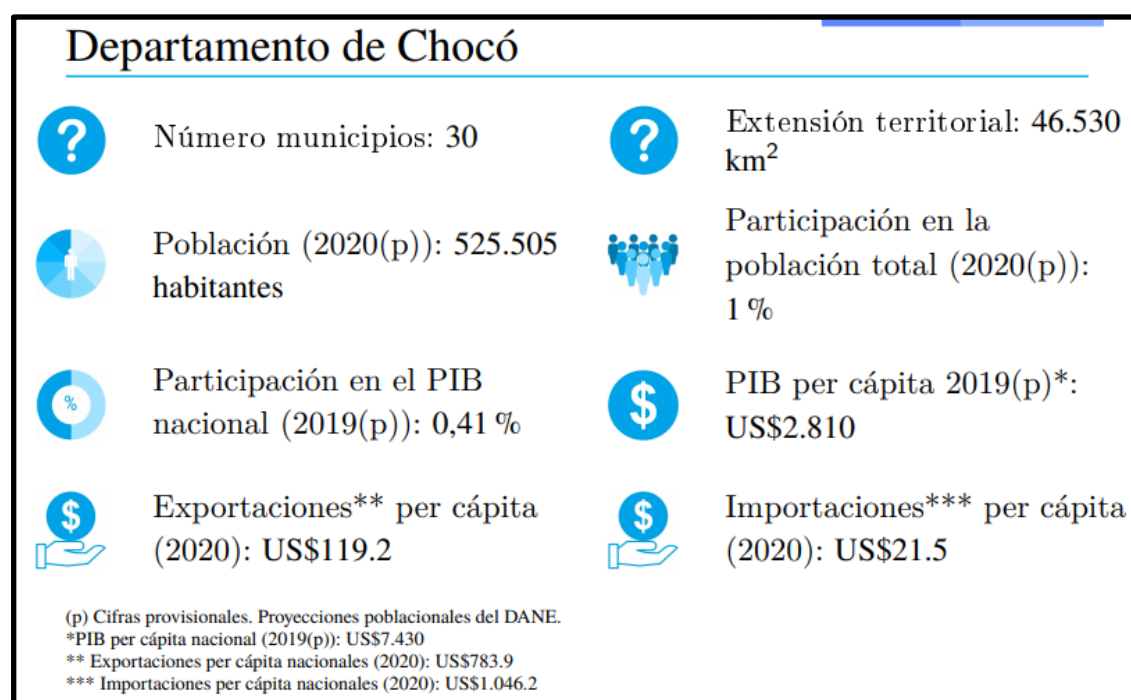 Departamento de Chocó
Número municipios: 30
Extensión territorial: 46.530
km²
Población (2020(p)): 525.505
habitantes
Participación en la
población total (2020(p)):
1 %
Participación en el PIB
nacional (2019(p)): 0,41 %
PIB per cápita 2019(p)*:
US$2.810
Exportaciones** per cápita
(2020): US$119.2
Importaciones*** per cápita
(2020): US$21.5
(p) Cifras provisionales. Proyecciones poblacionales del DANE.
*PIB per cápita nacional (2019(p)): US$7.430
** Exportaciones per cápita nacionales (2020): US$783.9
*** Importaciones per cápita nacionales (2020): US$1.046.2